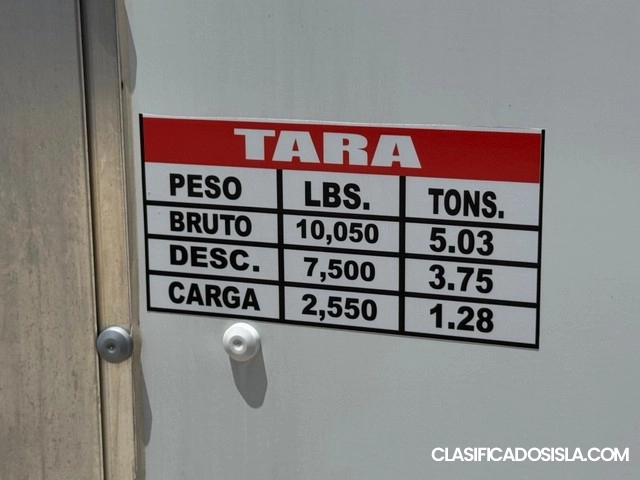 TARA
PESO LBS. TONS.
BRUTO 10,050 5.03
DESC. 7,500 3.75
CARGA 2,550 1.28
CLASIFICADOSISLA.COM